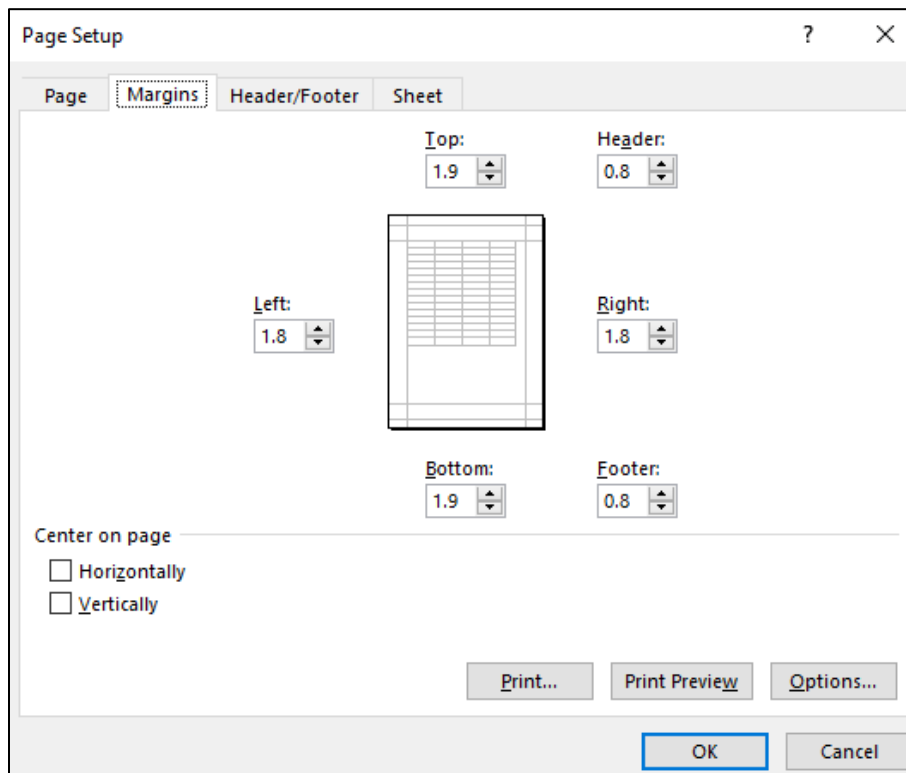 Page Setup ?
Page Margins Header/Footer Sheet
Top: Header:
1.9 0.8
Left: Right:
1.8 1.8
Bottom: Footer:
1.9 0.8
Center on page
Horizontally
Vertically
Print... Print Preview Options...
OK Cancel